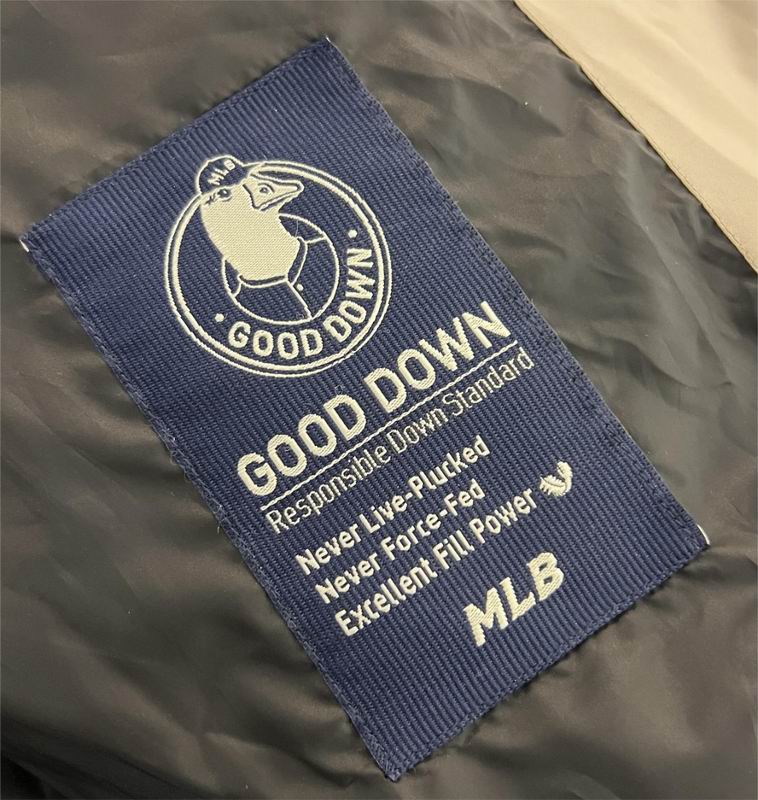 MLB
· GOOD DOWN ·
GOOD DOWN
Responsible Down Standard
Never Live-Plucked
Never Force-Fed
Excellent Fill Power
MLB